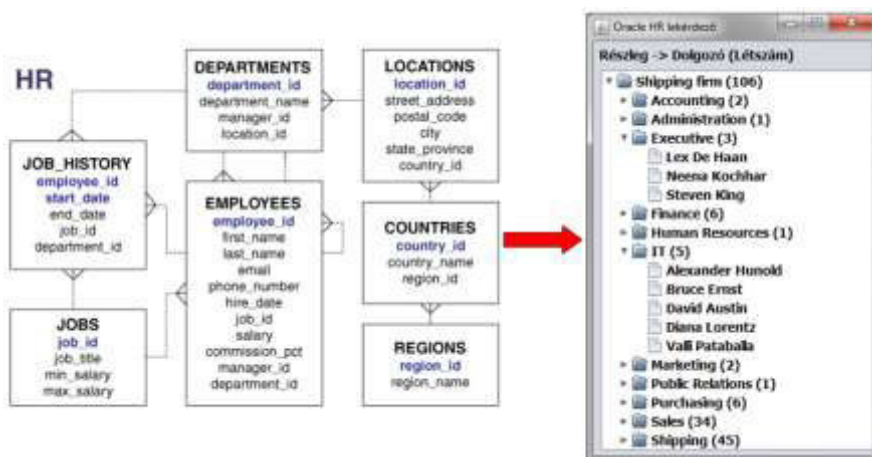 HR
DEPARTMENTS
department_id
department_name
manager_id
location_id
LOCATIONS
location_id
street_address
postal_code
city
state_province
country_id
JOB_HISTORY
employee_id
start_date
end_date
job_id
department_id
EMPLOYEES
employee_id
first_name
last_name
email
phone_number
hire_date
job_id
salary
commission_pct
manager_id
department_id
COUNTRIES
country_id
country_name
region_id
JOBS
job_id
job_title
min_salary
max_salary
REGIONS
region_id
region_name
Oracle HR lekérdező
Részleg -> Dolgozó (Létszám)
Shipping firm (106)
Accounting (2)
Administration (1)
Executive (3)
Lex De Haan
Neena Kochhar
Steven King
Finance (6)
Human Resources (1)
IT (5)
Alexander Hunold
Bruce Ernst
David Austin
Diana Lorentz
Valli Pataballa
Marketing (2)
Public Relations (1)
Purchasing (6)
Sales (34)
Shipping (45)